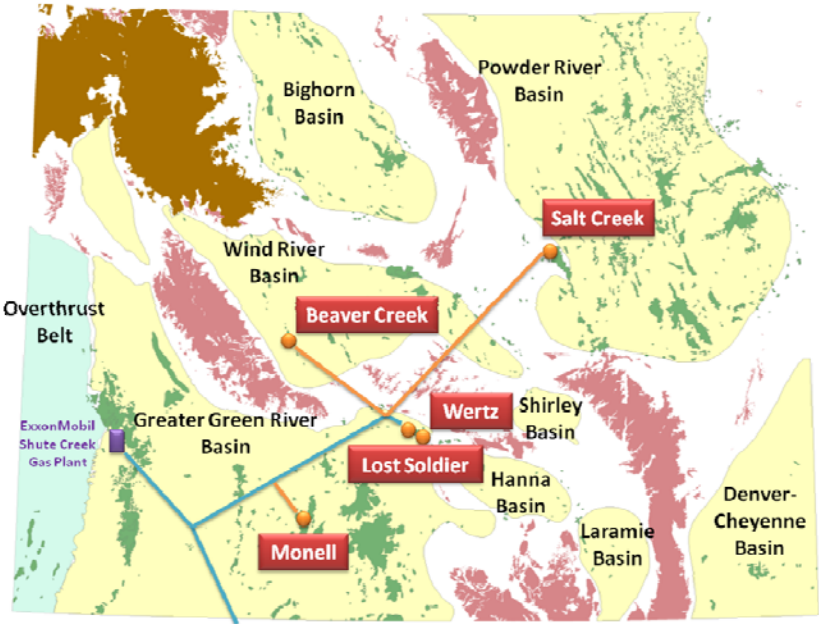 Bighorn
Basin
Powder River
Basin
Salt Creek
Wind River
Basin
Overthrust
Belt
Beaver Creek
ExxonMobil
Shute Creek
Gas Plant
Greater Green River
Basin
Wertz
Shirley
Basin
Lost Soldier
Hanna
Basin
Monell
Laramie
Basin
Denver-
Cheyenne
Basin